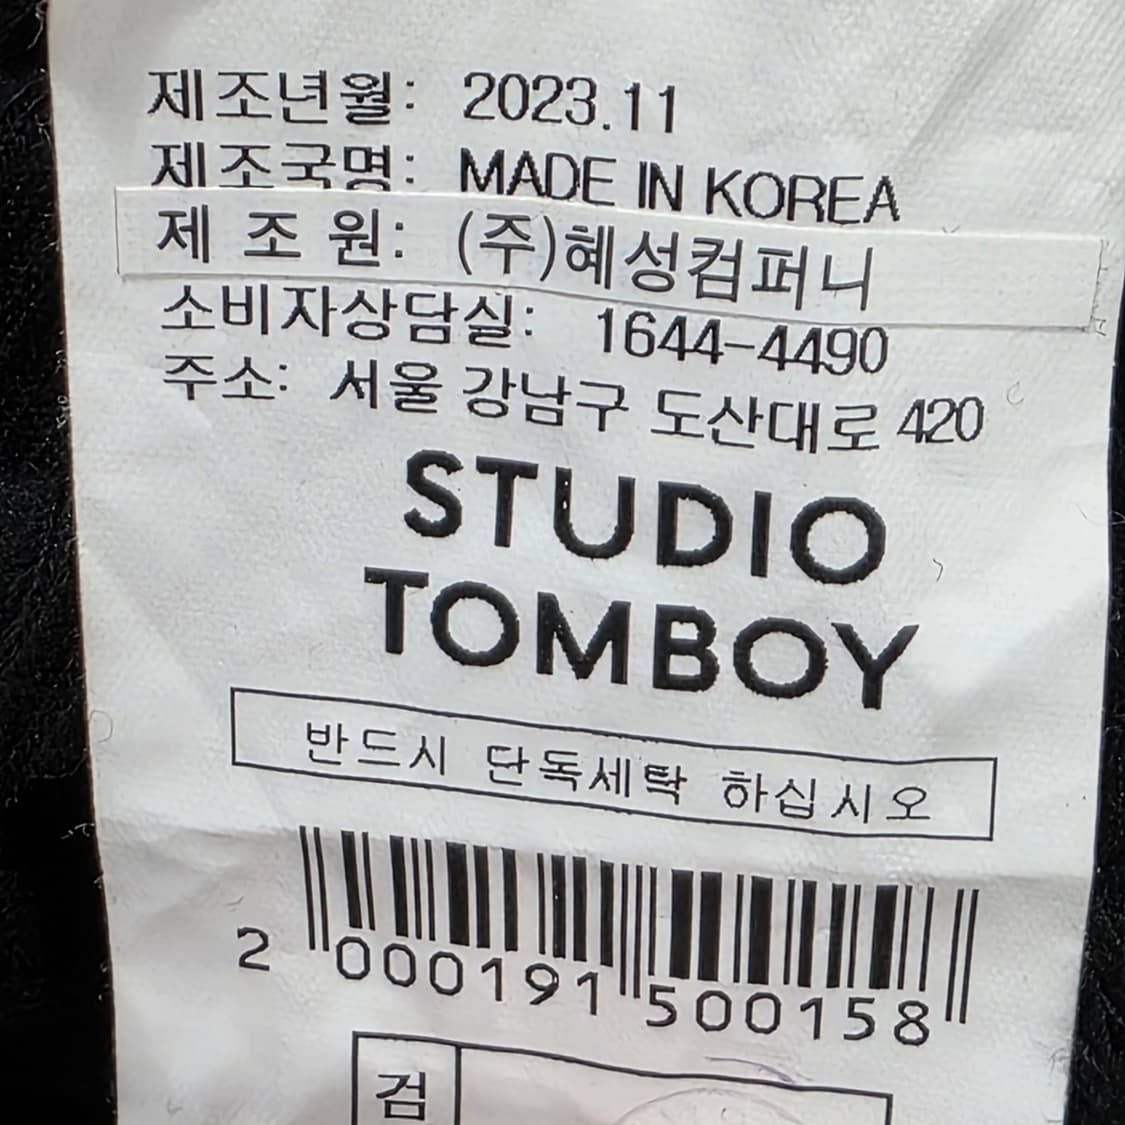 제조년월: 2023.11
제조국명: MADE IN KOREA
제 조 원: (주)혜성컴퍼니
소비자상담실: 1644-4490
주소: 서울 강남구 도산대로 420
STUDIO
TOMBOY
반드시 단독세탁 하십시오
2 000191 500158
검